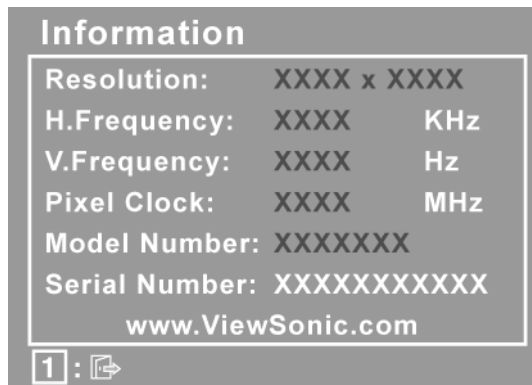 Information
Resolution: XXXX x XXXX
H.Frequency: XXXX KHz
V.Frequency: XXXX Hz
Pixel Clock: XXXX MHz
Model Number: XXXXXXX
Serial Number: XXXXXXXXXXX
www.ViewSonic.com
1 :